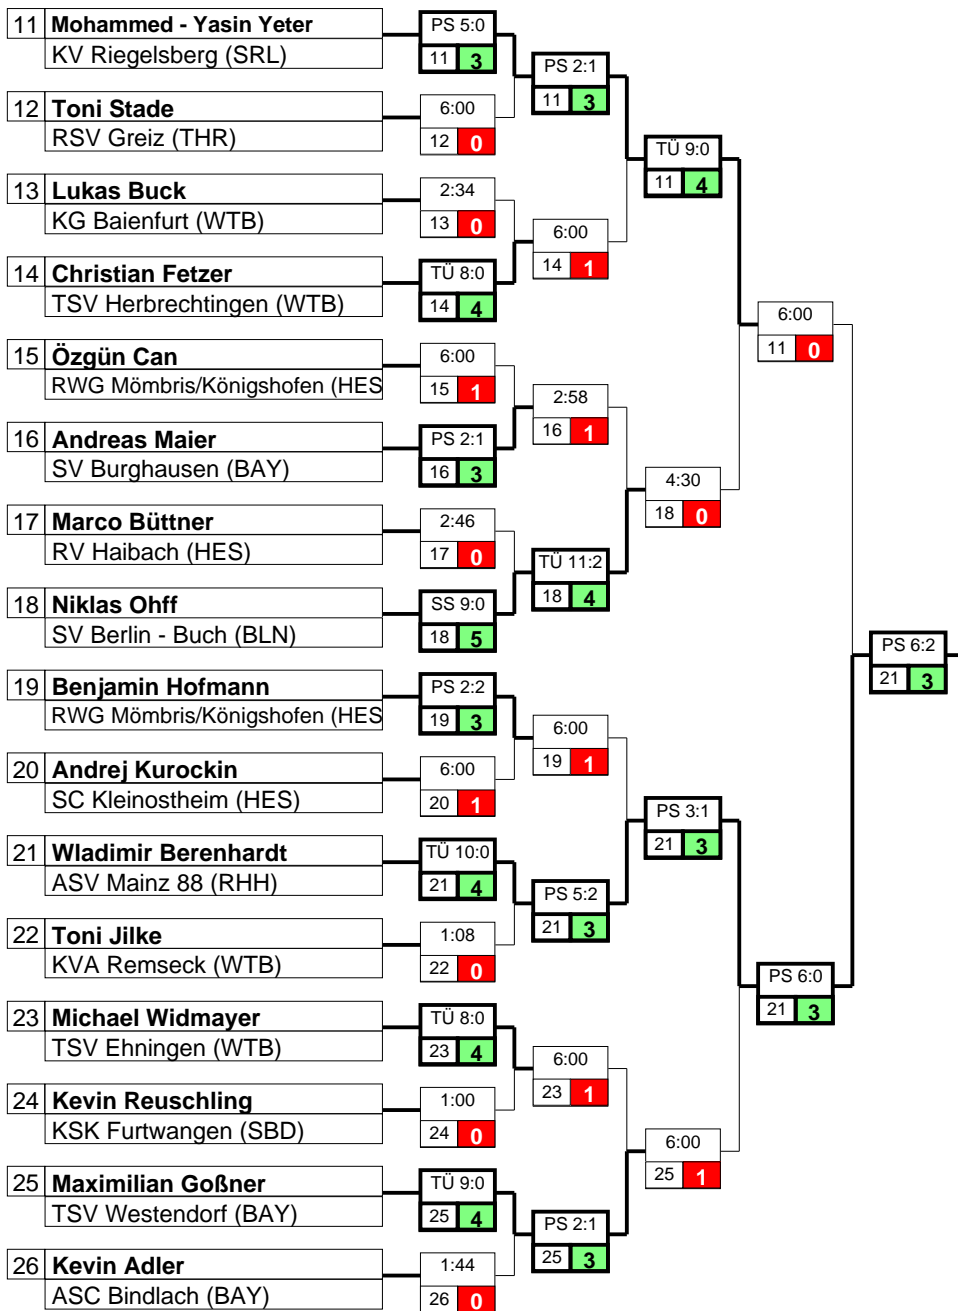 11 Mohammed - Yasin Yeter
KV Riegelsberg (SRL)
PS 5:0
11 3
PS 2:1
11 3
12 Toni Stade
RSV Greiz (THR)
6:00
12 0
TÜ 9:0
11 4
13 Lukas Buck
KG Baienfurt (WTB)
2:34
13 0
6:00
14 1
14 Christian Fetzer
TSV Herbrechtingen (WTB)
TÜ 8:0
14 4
6:00
11 0
15 Özgün Can
RWG Mömbris/Königshofen (HES
6:00
15 1
2:58
16 1
16 Andreas Maier
SV Burghausen (BAY)
PS 2:1
16 3
4:30
18 0
17 Marco Büttner
RV Haibach (HES)
2:46
17 0
TÜ 11:2
18 4
18 Niklas Ohff
SV Berlin - Buch (BLN)
SS 9:0
18 5
PS 6:2
21 3
19 Benjamin Hofmann
RWG Mömbris/Königshofen (HES
PS 2:2
19 3
6:00
19 1
20 Andrej Kurockin
SC Kleinostheim (HES)
6:00
20 1
PS 3:1
21 3
21 Wladimir Berenhardt
ASV Mainz 88 (RHH)
TÜ 10:0
21 4
PS 5:2
21 3
22 Toni Jilke
KVA Remseck (WTB)
1:08
22 0
PS 6:0
21 3
23 Michael Widmayer
TSV Ehningen (WTB)
TÜ 8:0
23 4
6:00
23 1
24 Kevin Reuschling
KSK Furtwangen (SBD)
1:00
24 0
6:00
25 1
25 Maximilian Goßner
TSV Westendorf (BAY)
TÜ 9:0
25 4
PS 2:1
25 3
26 Kevin Adler
ASC Bindlach (BAY)
1:44
26 0